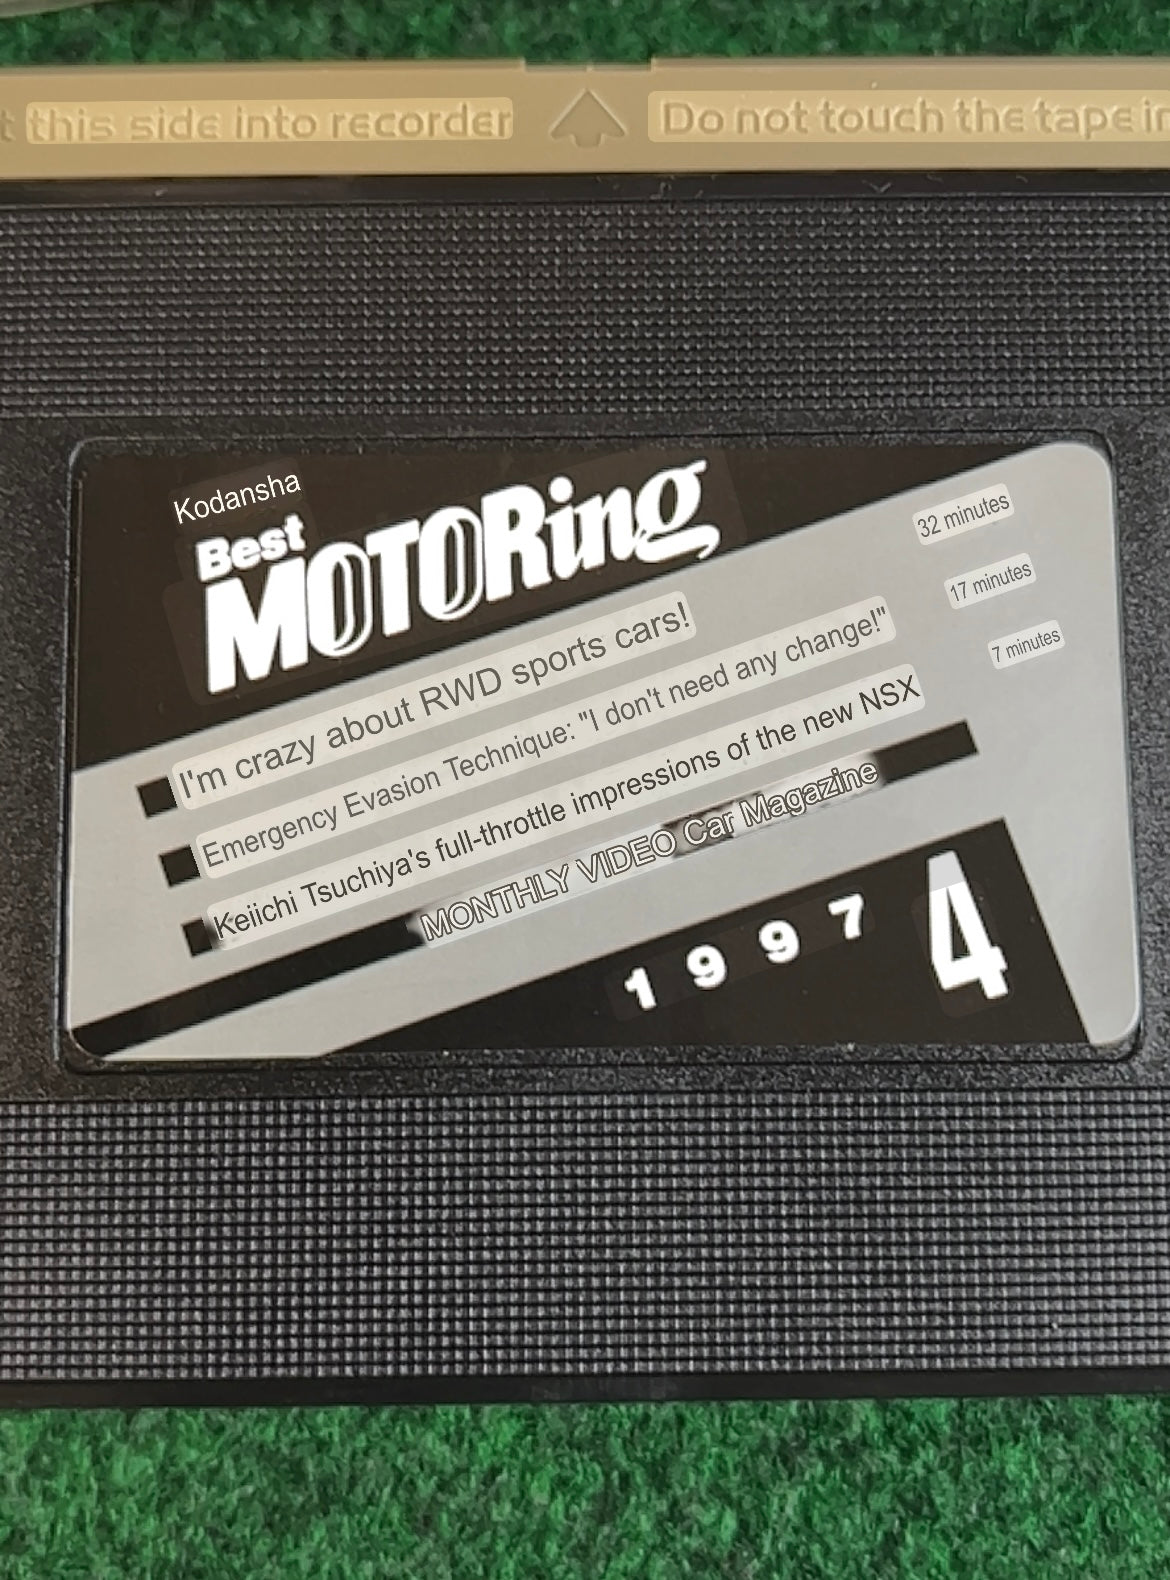 t this side into recorder
Do not touch the tape in
Kodansha
Best
MOTORing
32 minutes
17 minutes
7 minutes
I'm crazy about RWD sports cars!
Emergency Evasion Technique: "I don't need any change!"
Keiichi Tsuchiya's full-throttle impressions of the new NSX
MONTHLY VIDEO Car Magazine
1997 4